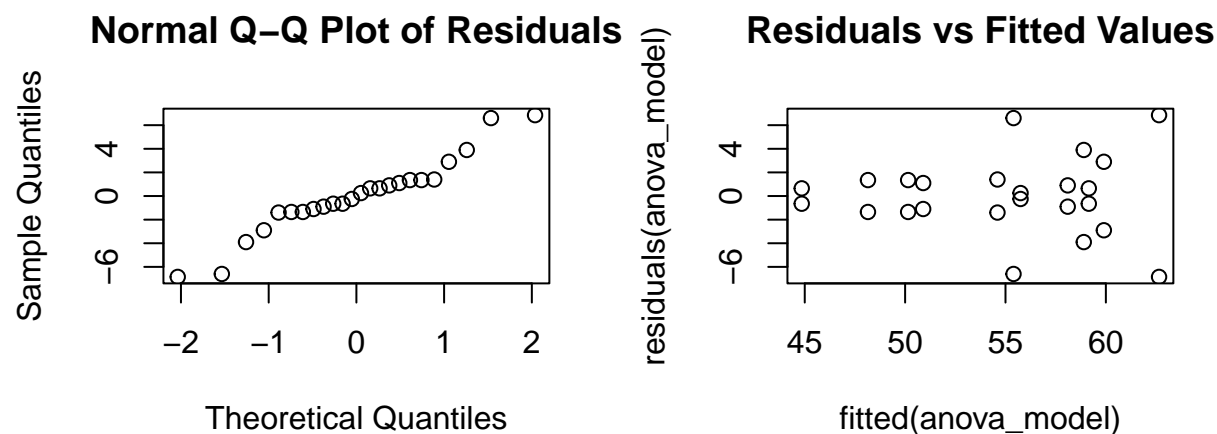 Normal Q−Q Plot of Residuals
Sample Quantiles
4
0
−6
−2 −1 0 1 2
Theoretical Quantiles
Residuals vs Fitted Values
residuals(anova_model)
4
0
−6
45 50 55 60
fitted(anova_model)